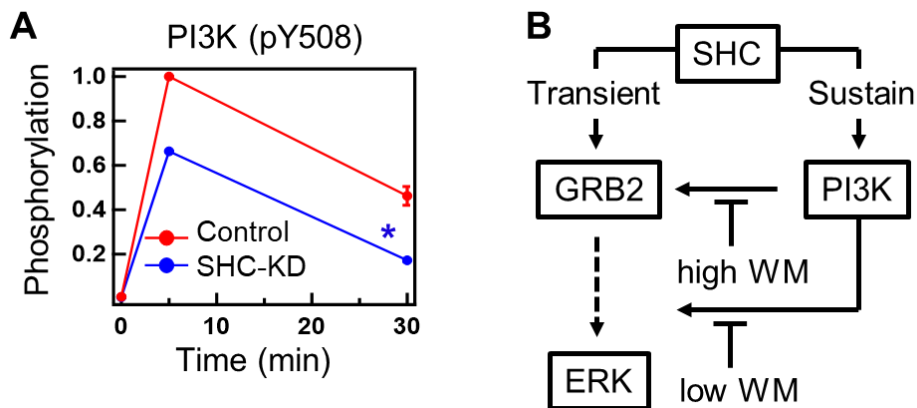 A
PI3K (pY508)
Phosphorylation
1.0
0.8
0.6
0.4
0.2
Control
SHC-KD
*
0
10
20
30
Time (min)
B
SHC
Transient
Sustain
GRB2
PI3K
high WM
ERK
low WM